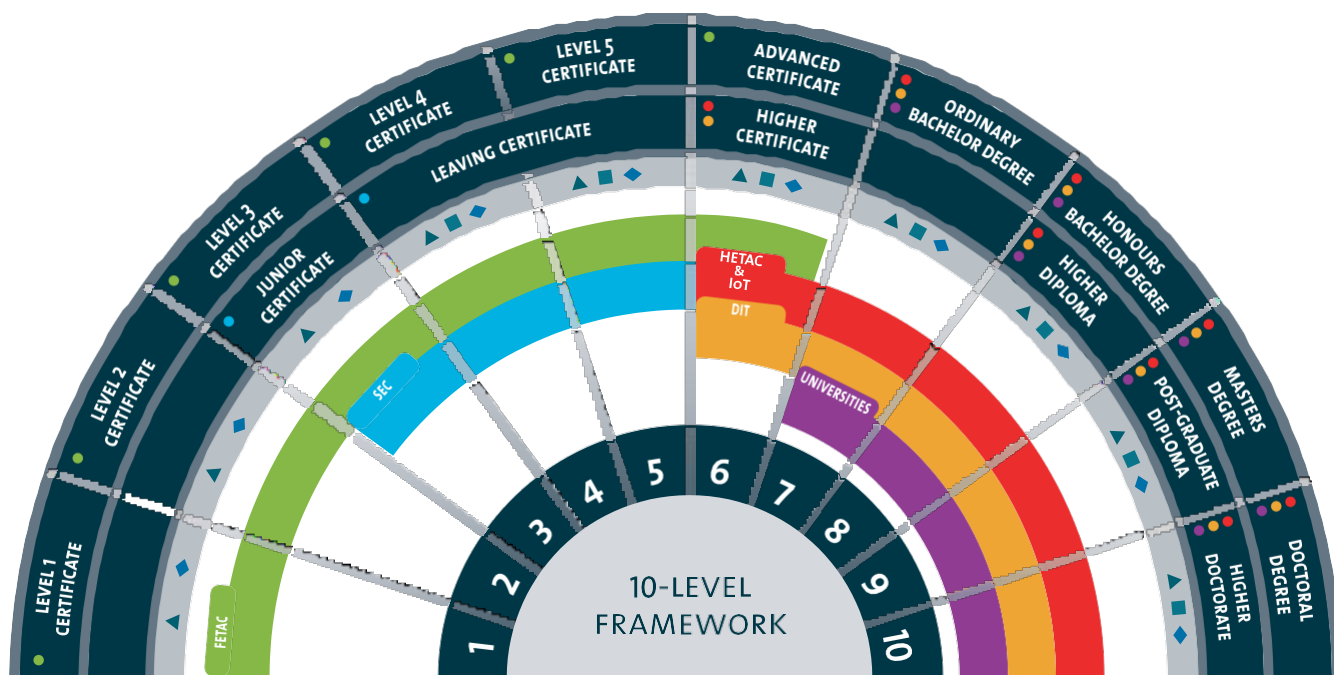 LEVEL 1
CERTIFICATE
LEVEL 2
CERTIFICATE
LEVEL 3
CERTIFICATE
LEVEL 4
CERTIFICATE
LEVEL 5
CERTIFICATE
ADVANCED
CERTIFICATE
ORDINARY
BACHELOR DEGREE
HONOURS
BACHELOR DEGREE
MASTERS
DEGREE
DOCTORAL
DEGREE
JUNIOR
CERTIFICATE
LEAVING CERTIFICATE
HIGHER
CERTIFICATE
HIGHER
DIPLOMA
POST-GRADUATE
DIPLOMA
HIGHER
DOCTORATE
FETAC
SEC
HETAC
&
IoT
DIT
UNIVERSITIES
1
2
3
4
5
6
7
8
9
10
10-LEVEL
FRAMEWORK